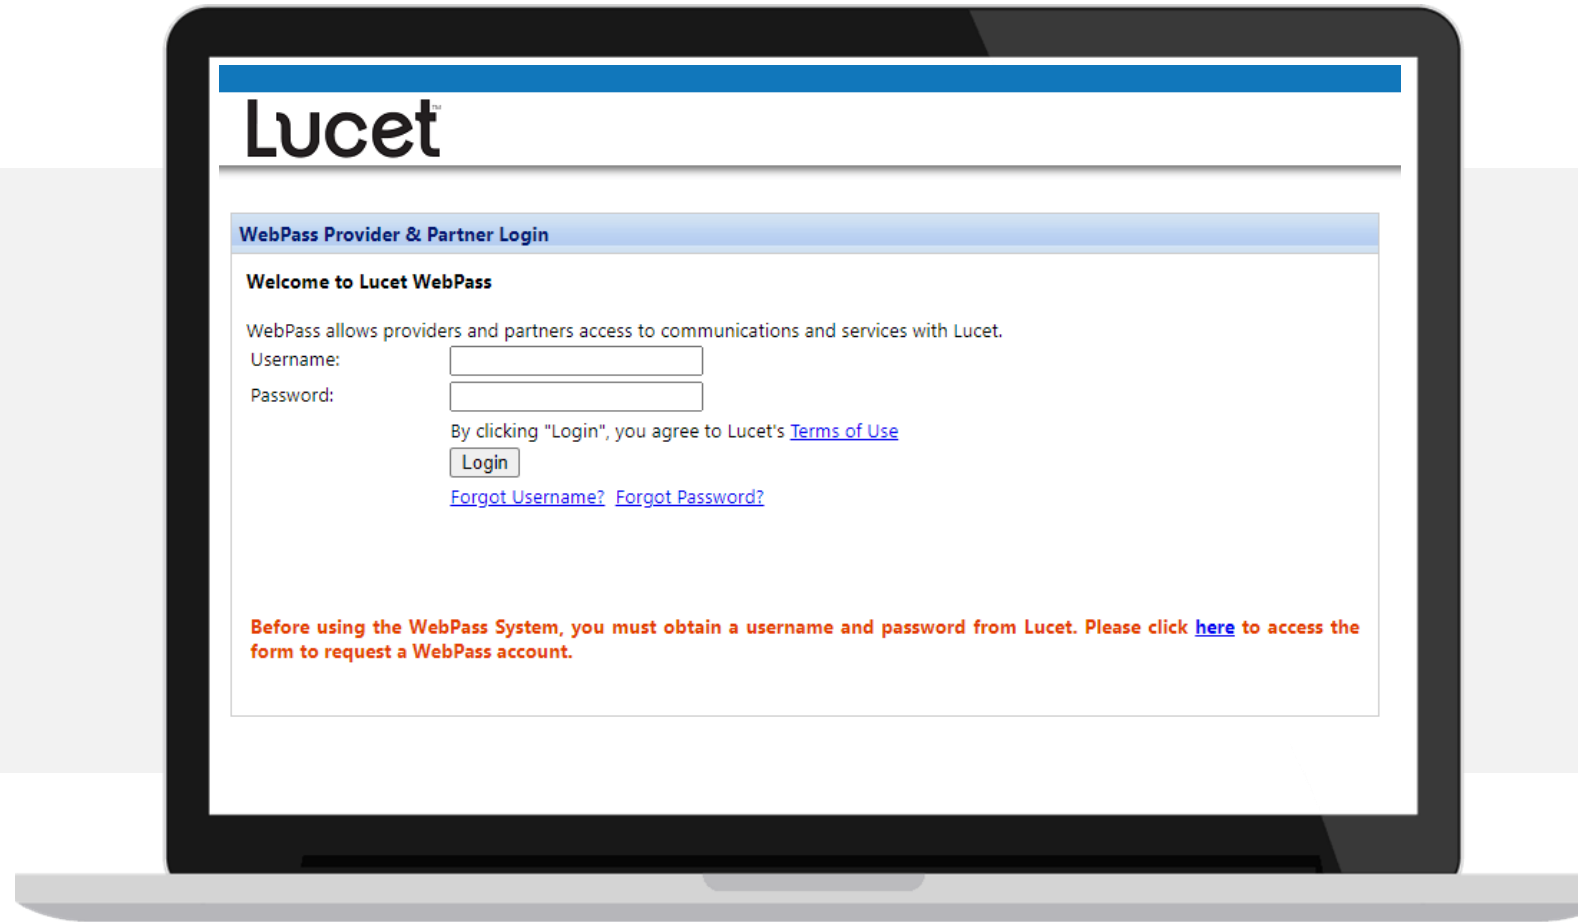 Lucet™
WebPass Provider & Partner Login
Welcome to Lucet WebPass
WebPass allows providers and partners access to communications and services with Lucet.
Username:
Password:
By clicking "Login", you agree to Lucet's Terms of Use
Login
Forgot Username? Forgot Password?
Before using the WebPass System, you must obtain a username and password from Lucet. Please click here to access the
form to request a WebPass account.